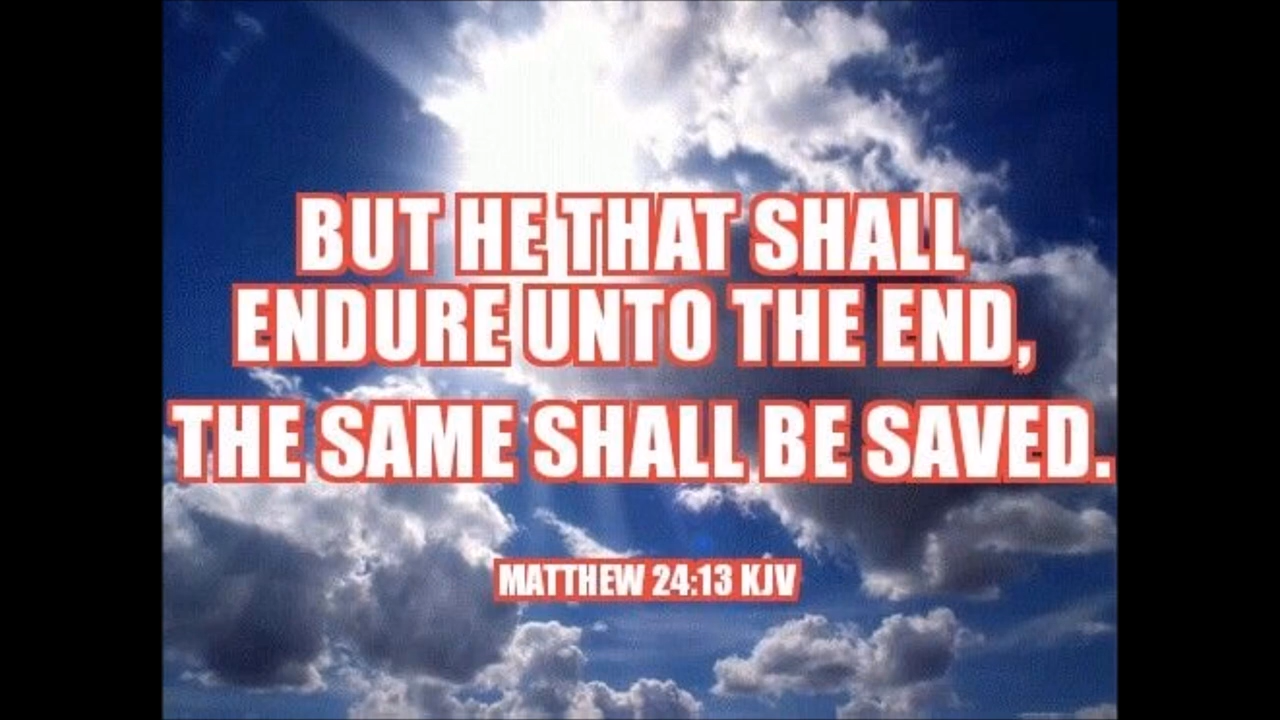 BUT HE THAT SHALL
ENDURE UNTO THE END,
THE SAME SHALL BE SAVED.
MATTHEW 24:13 KJV